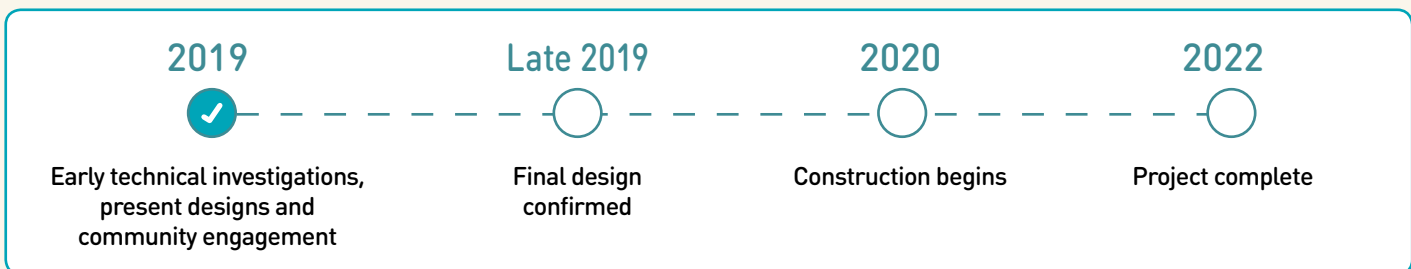 2019
Early technical investigations,
present designs and
community engagement
Late 2019
Final design
confirmed
2020
Construction begins
2022
Project complete